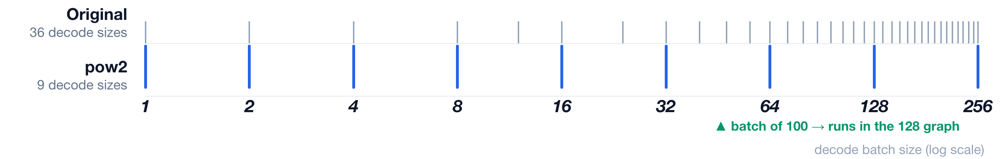 Original
36 decode sizes
pow2
9 decode sizes
1 2 4 8 16 32 64 128 256
▲ batch of 100 → runs in the 128 graph
decode batch size (log scale)